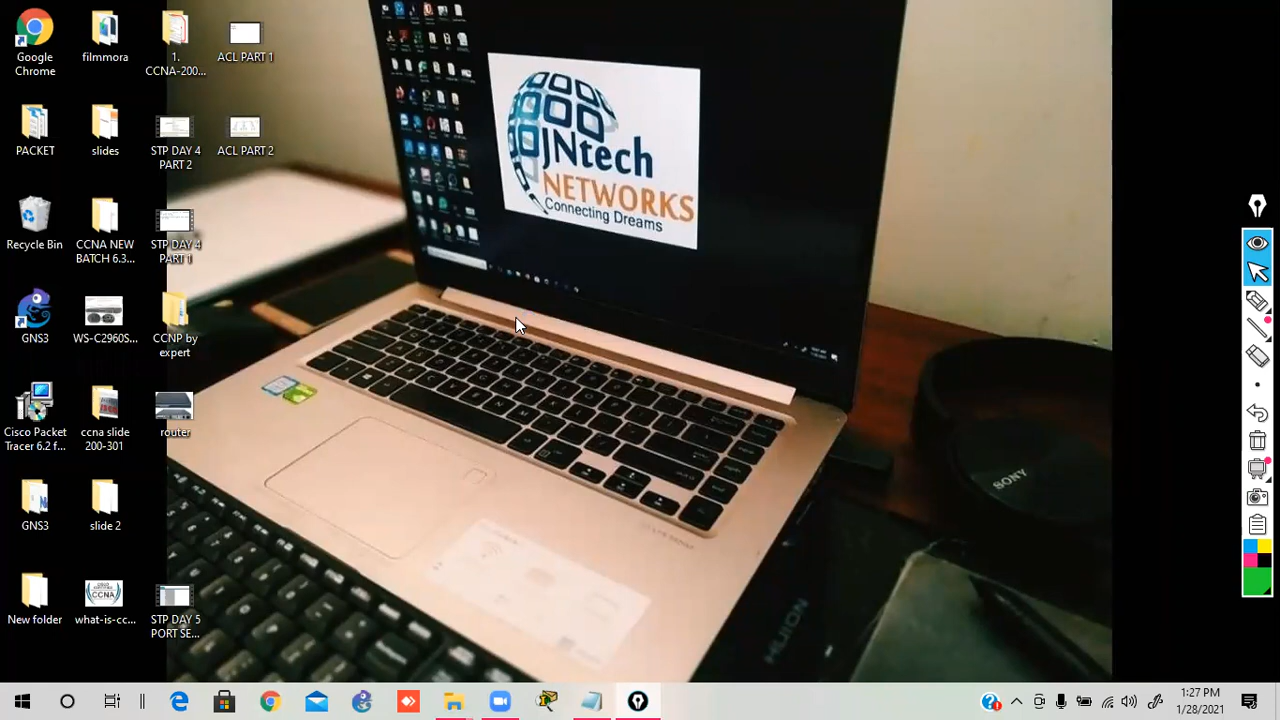 Google
Chrome
filmmora
1.
CCNA-200...
ACL PART 1
PACKET
slides
STP DAY 4
PART 2
ACL PART 2
Recycle Bin
CCNA NEW
BATCH 6.3...
STP DAY 4
PART 1
GNS3
WS-C2960S...
CCNP by
expert
Cisco Packet
Tracer 6.2 f...
ccna slide
200-301
router
GNS3
slide 2
New folder
what-is-cc...
STP DAY 5
PORT SE...
JNtech
NETWORKS
Connecting Dreams
SONY
HUION
CCNA
1:27 PM
1/28/2021